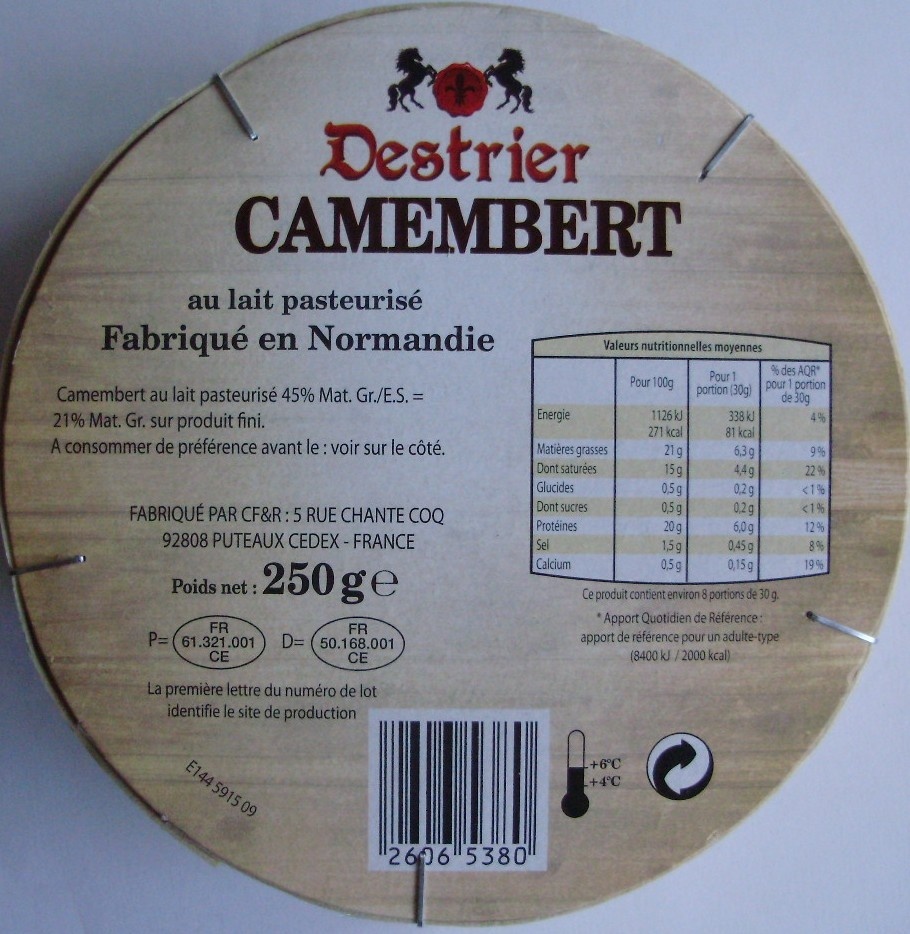 Destrier
CAMEMBERT
au lait pasteurisé
Fabriqué en Normandie
Camembert au lait pasteurisé 45% Mat. Gr./E.S. =
21% Mat. Gr. sur produit fini.
A consommer de préférence avant le : voir sur le côté.
FABRIQUÉ PAR CF&R : 5 RUE CHANTE COQ
92808 PUTEAUX CEDEX - FRANCE
Poids net : 250 g e
P= FR 61.321.001 CE D= FR 50.168.001 CE
La première lettre du numéro de lot
identifie le site de production
E144 5915 09
Valeurs nutritionnelles moyennes
Pour 100g Pour 1 portion (30g) % des AQR* pour 1 portion de 30g
Energie 1126 kJ 338 kJ 4%
271 kcal 81 kcal
Matières grasses 21 g 6,3 g 9%
Dont saturées 15 g 4,4 g 22%
Glucides 0,5 g 0,2 g <1%
Dont sucres 0,5 g 0,2 g <1%
Protéines 20 g 6,0 g 12%
Sel 1,5 g 0,45 g 8%
Calcium 0,5 g 0,15 g 19%
Ce produit contient environ 8 portions de 30 g.
* Apport Quotidien de Référence :
apport de référence pour un adulte-type
(8400 kJ / 2000 kcal)
+6°C
+4°C
2606 5380